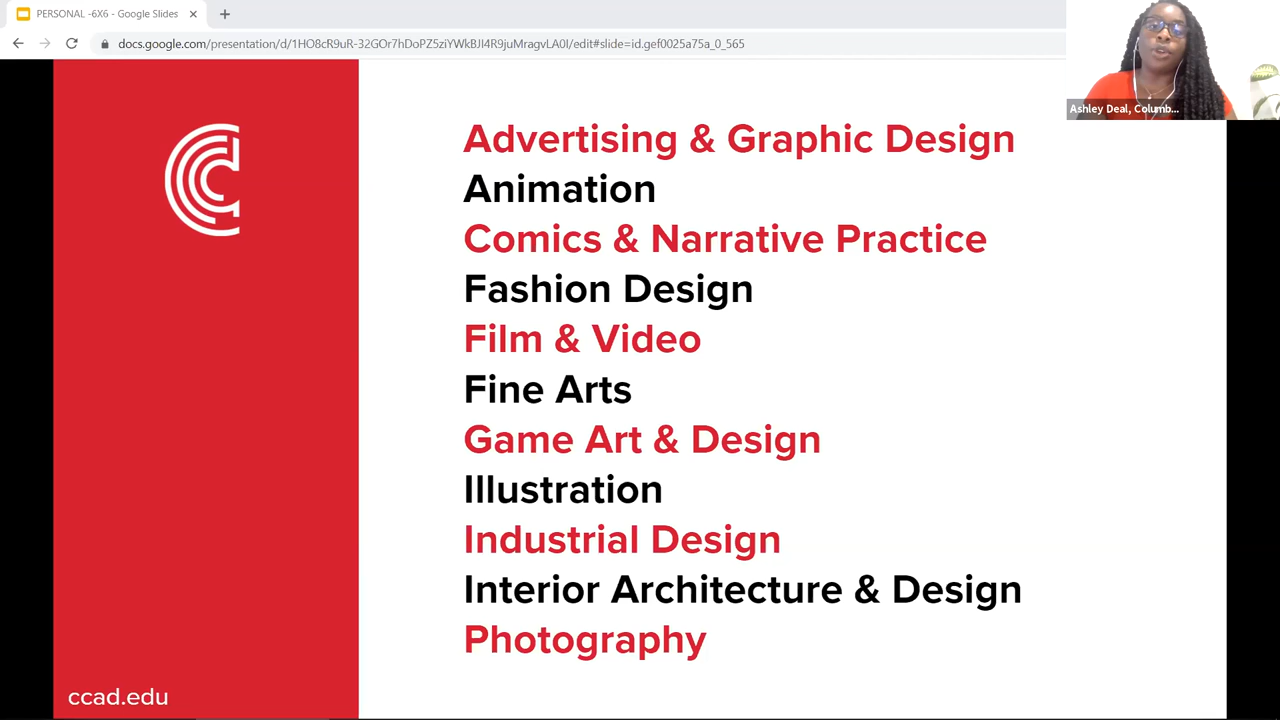 PERSONAL -6X6 - Google Slides
docs.google.com/presentation/d/1HO8cR9uR-32GOr7hDoPZ5ziYWkBJI4R9juMragvLA0I/edit#slide=id.gef0025a75a_0_565
Ashley Deal, Columb...
Advertising & Graphic Design
Animation
Comics & Narrative Practice
Fashion Design
Film & Video
Fine Arts
Game Art & Design
Illustration
Industrial Design
Interior Architecture & Design
Photography
ccad.edu